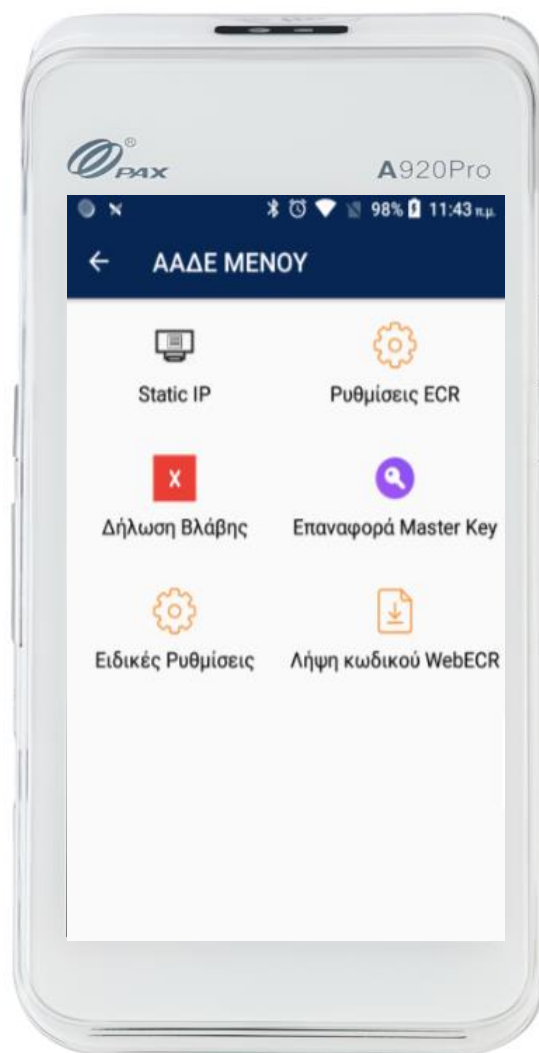 PAX®
A920Pro
98% 11:43 π.μ.
ΑΑΔΕ ΜΕΝΟΥ
Static IP
Ρυθμίσεις ECR
X
Δήλωση Βλάβης
Επαναφορά Master Key
Ειδικές Ρυθμίσεις
Λήψη κωδικού WebECR